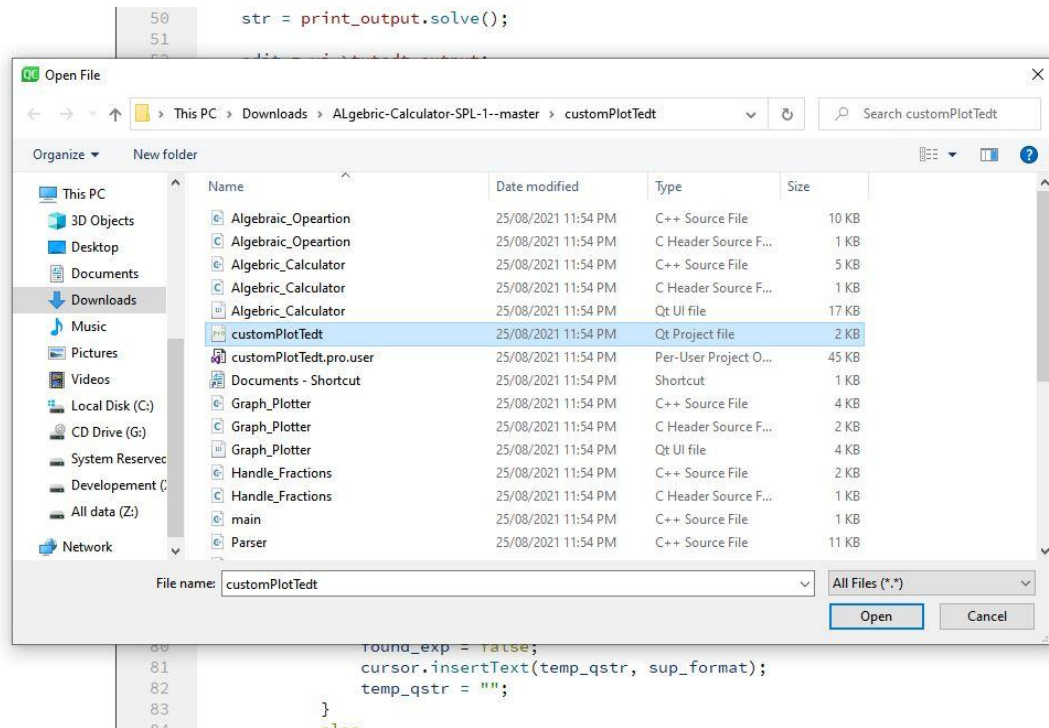 50 str = print_output.solve();
51
Open File
This PC > Downloads > ALgebric-Calculator-SPL-1--master > customPlotTedt
Search customPlotTedt
Organize New folder
Name Date modified Type Size
This PC
3D Objects
Desktop
Documents
Downloads
Music
Pictures
Videos
Local Disk (C:)
CD Drive (G:)
System Reserved
Developement (
All data (Z:)
Network
Algebraic_Opeartion 25/08/2021 11:54 PM C++ Source File 10 KB
Algebraic_Opeartion 25/08/2021 11:54 PM C Header Source F... 1 KB
Algebric_Calculator 25/08/2021 11:54 PM C++ Source File 5 KB
Algebric_Calculator 25/08/2021 11:54 PM C Header Source F... 1 KB
Algebric_Calculator 25/08/2021 11:54 PM Qt UI file 17 KB
customPlotTedt 25/08/2021 11:54 PM Qt Project file 2 KB
customPlotTedt.pro.user 25/08/2021 11:54 PM Per-User Project O... 45 KB
Documents - Shortcut 25/08/2021 11:54 PM Shortcut 1 KB
Graph_Plotter 25/08/2021 11:54 PM C++ Source File 4 KB
Graph_Plotter 25/08/2021 11:54 PM C Header Source F... 2 KB
Graph_Plotter 25/08/2021 11:54 PM Qt UI file 4 KB
Handle_Fractions 25/08/2021 11:54 PM C++ Source File 2 KB
Handle_Fractions 25/08/2021 11:54 PM C Header Source F... 1 KB
main 25/08/2021 11:54 PM C++ Source File 1 KB
Parser 25/08/2021 11:54 PM C++ Source File 11 KB
File name: customPlotTedt All Files (*.*)
Open Cancel
80 found_exp = false;
81 cursor.insertText(temp_qstr, sup_format);
82 temp_qstr = "";
83 }